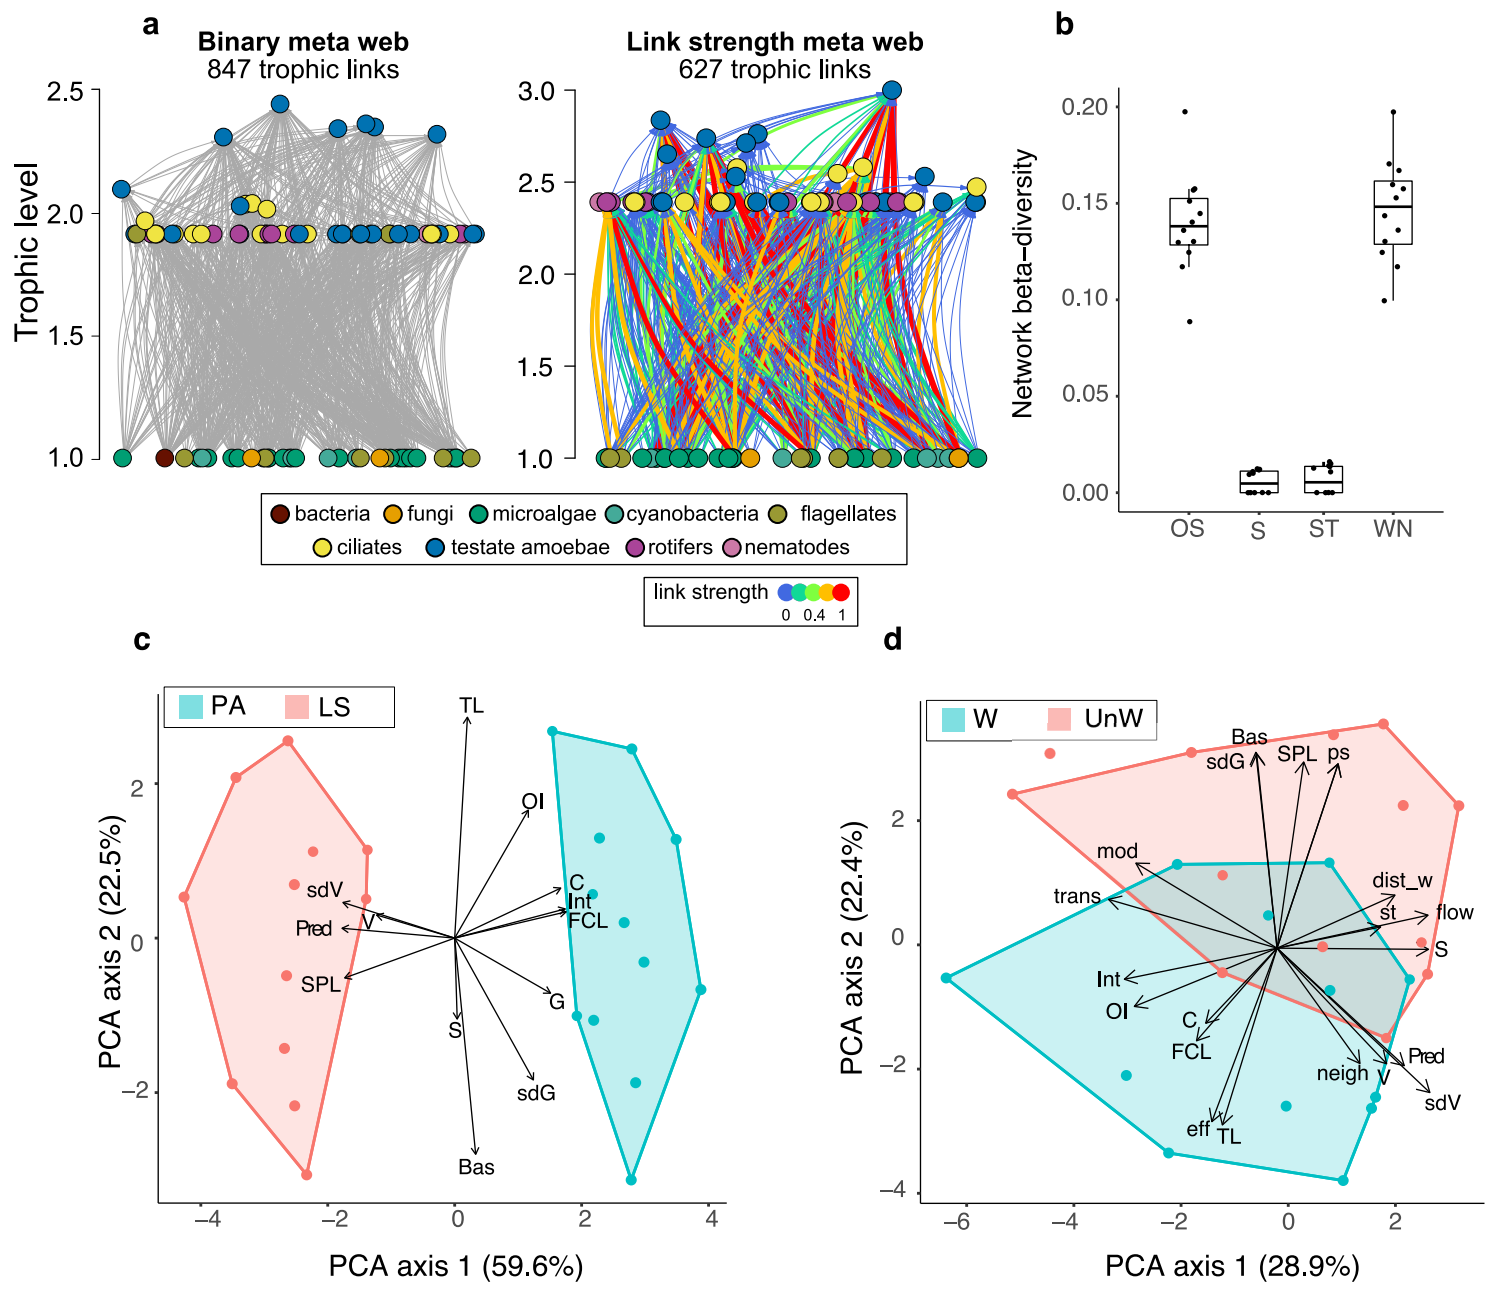 a
Binary meta web
847 trophic links
Link strength meta web
627 trophic links
Trophic level
2.5
2.0
1.5
1.0
3.0
2.5
2.0
1.5
1.0
bacteria fungi microalgae cyanobacteria flagellates
ciliates testate amoebae rotifers nematodes
link strength
0 0.4 1
b
Network beta−diversity
0.20
0.15
0.10
0.05
0.00
OS S ST WN
c
PA LS
PCA axis 2 (22.5%)
2
0
−2
TL
OI
C
Int
FCL
sdV
V
Pred
SPL
G
S
sdG
Bas
−4 −2 0 2 4
PCA axis 1 (59.6%)
d
W UnW
PCA axis 2 (22.4%)
2
0
−2
−4
Bas
sdG
SPL
ps
mod
trans
dist_w
st
flow
S
Int
OI
C
FCL
neigh
V
Pred
sdV
eff
TL
−6 −4 −2 0 2
PCA axis 1 (28.9%)